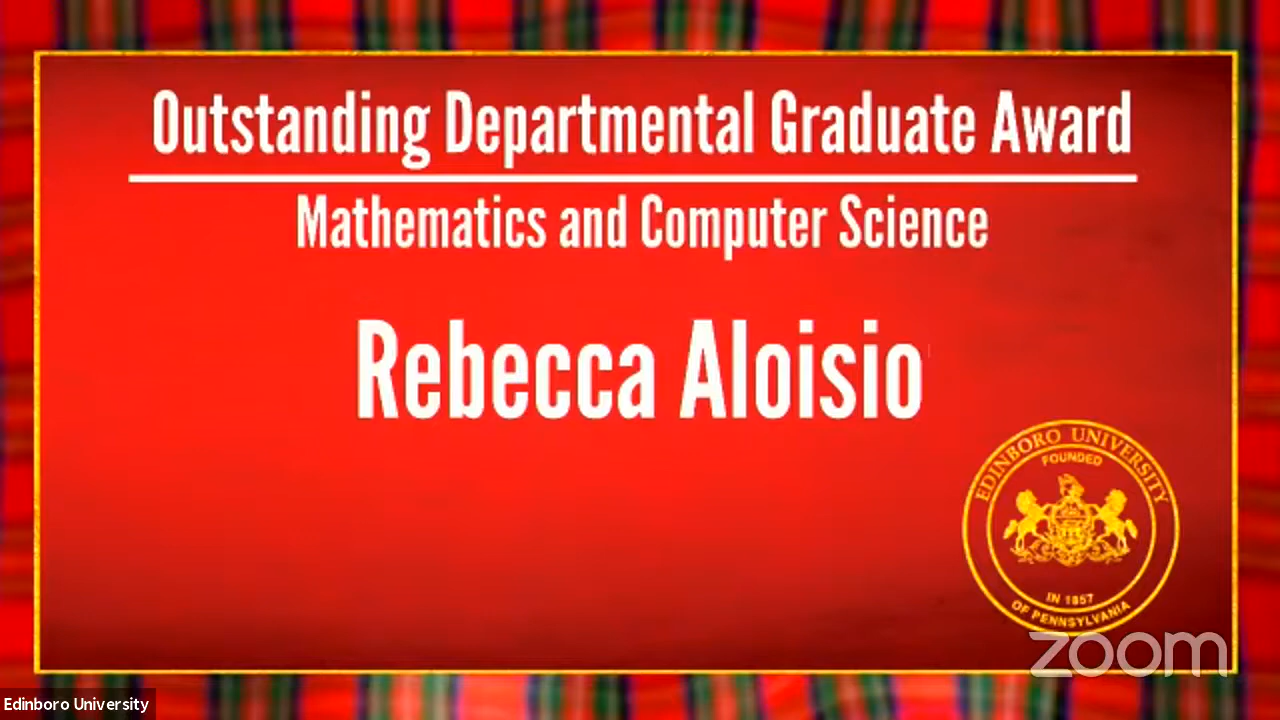 Outstanding Departmental Graduate Award
Mathematics and Computer Science
Rebecca Aloisio
EDINBORO UNIVERSITY
FOUNDED
IN 1857
OF PENNSYLVANIA
zoom
Edinboro University